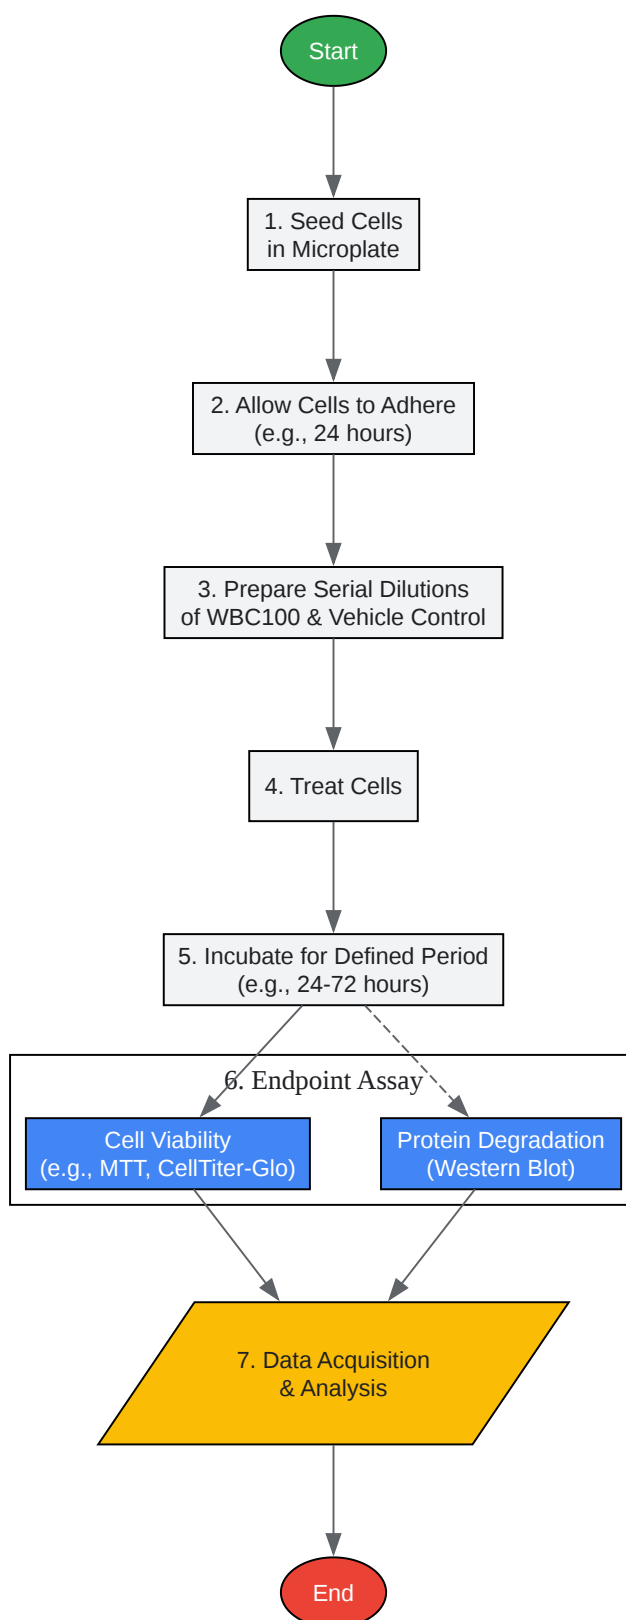 Start
1. Seed Cells
in Microplate
2. Allow Cells to Adhere
(e.g., 24 hours)
3. Prepare Serial Dilutions
of WBC100 & Vehicle Control
4. Treat Cells
5. Incubate for Defined Period
(e.g., 24-72 hours)
6. Endpoint Assay
Cell Viability
(e.g., MTT, CellTiter-Glo)
Protein Degradation
(Western Blot)
7. Data Acquisition
& Analysis
End